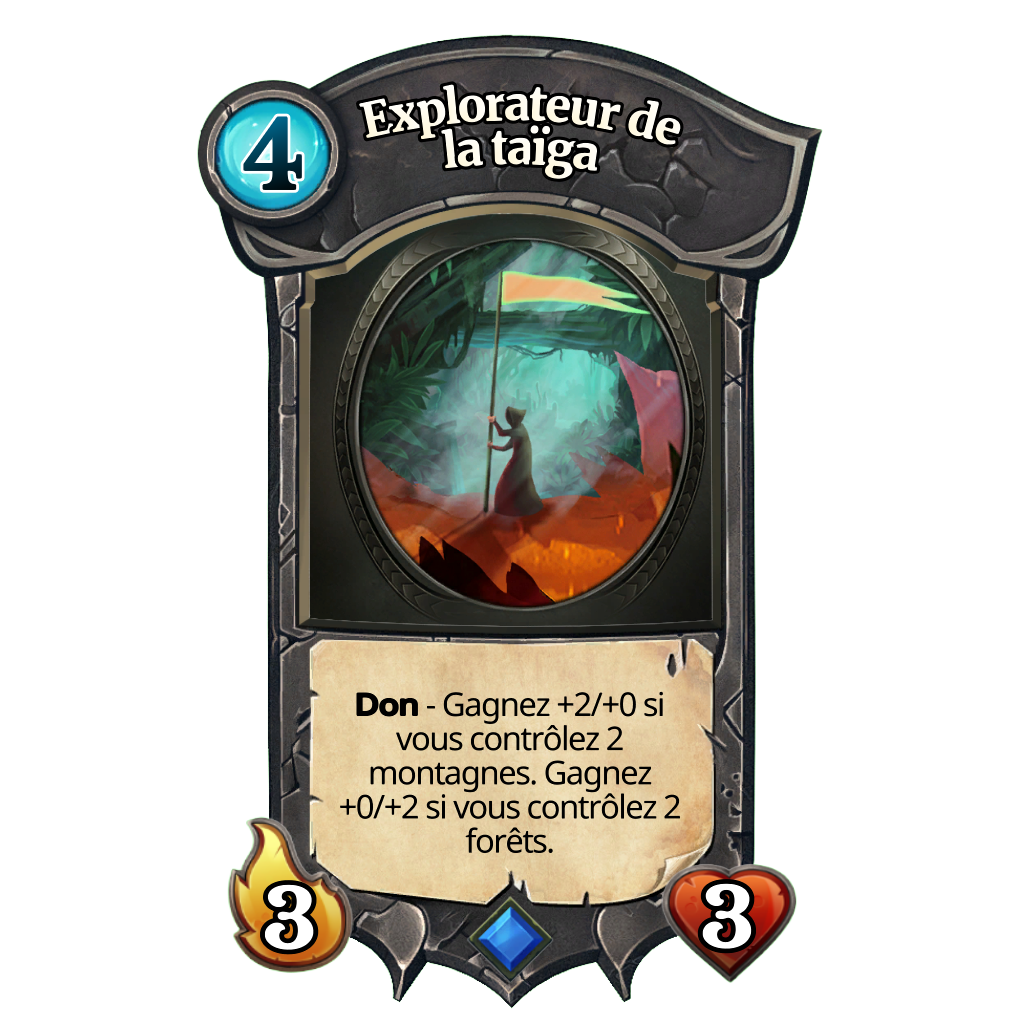 4
Explorateur de
la taïga
Don - Gagnez +2/+0 si
vous contrôlez 2
montagnes. Gagnez
+0/+2 si vous contrôlez 2
forêts.
3
3